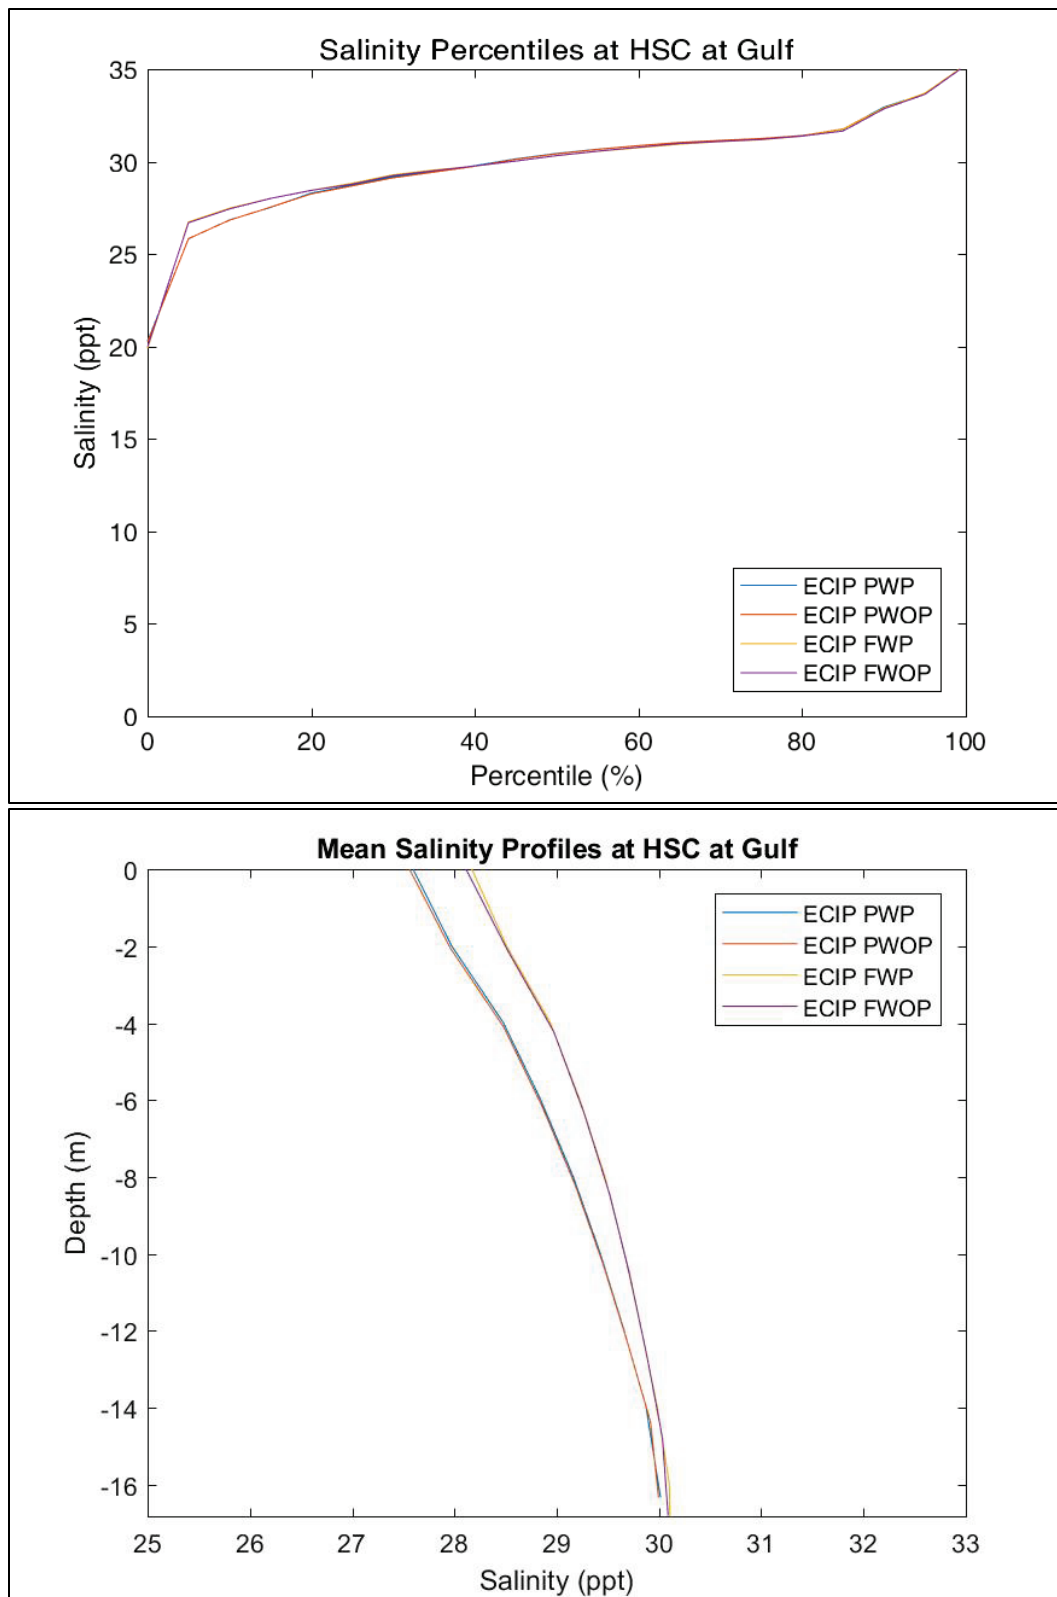 Salinity Percentiles at HSC at Gulf
35
30
25
20
15
10
5
0
Salinity (ppt)
ECIP PWP
ECIP PWOP
ECIP FWP
ECIP FWOP
0 20 40 60 80 100
Percentile (%)
Mean Salinity Profiles at HSC at Gulf
0
-2
-4
-6
-8
-10
-12
-14
-16
Depth (m)
ECIP PWP
ECIP PWOP
ECIP FWP
ECIP FWOP
25 26 27 28 29 30 31 32 33
Salinity (ppt)